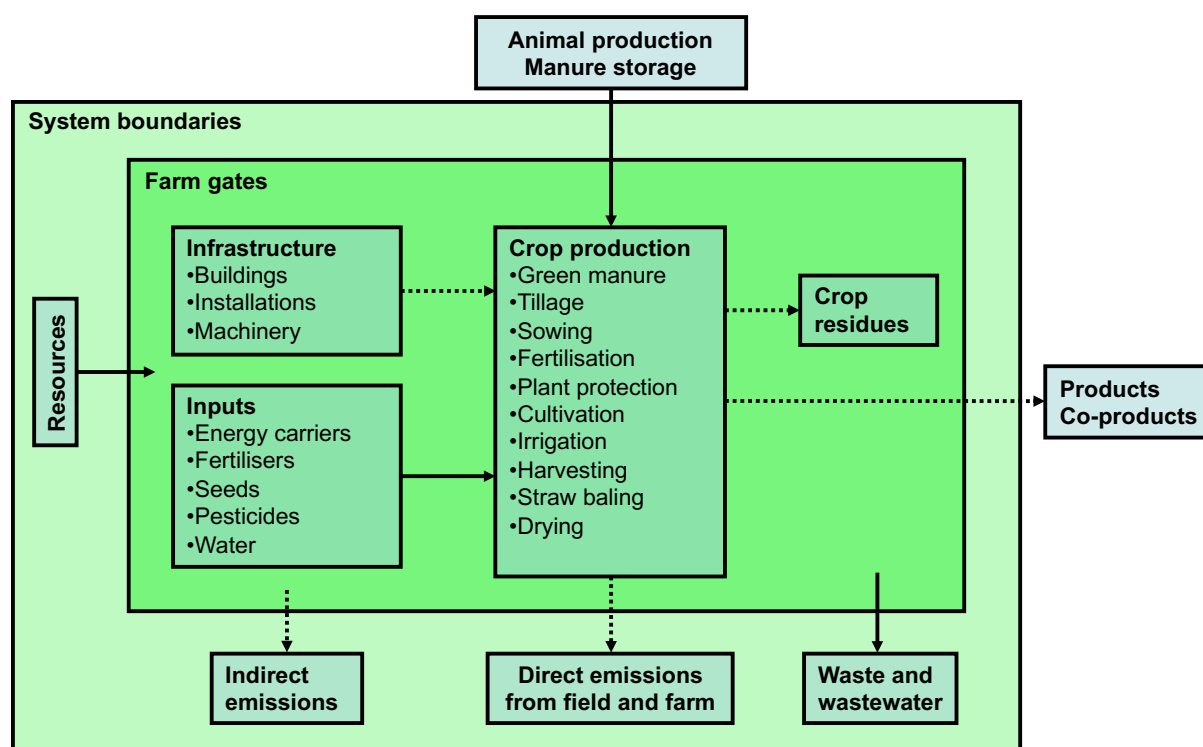 Animal production
Manure storage
System boundaries
Farm gates
Infrastructure
•Buildings
•Installations
•Machinery
Resources
Inputs
•Energy carriers
•Fertilisers
•Seeds
•Pesticides
•Water
Crop production
•Green manure
•Tillage
•Sowing
•Fertilisation
•Plant protection
•Cultivation
•Irrigation
•Harvesting
•Straw baling
•Drying
Crop
residues
Products
Co-products
Indirect
emissions
Direct emissions
from field and farm
Waste and
wastewater